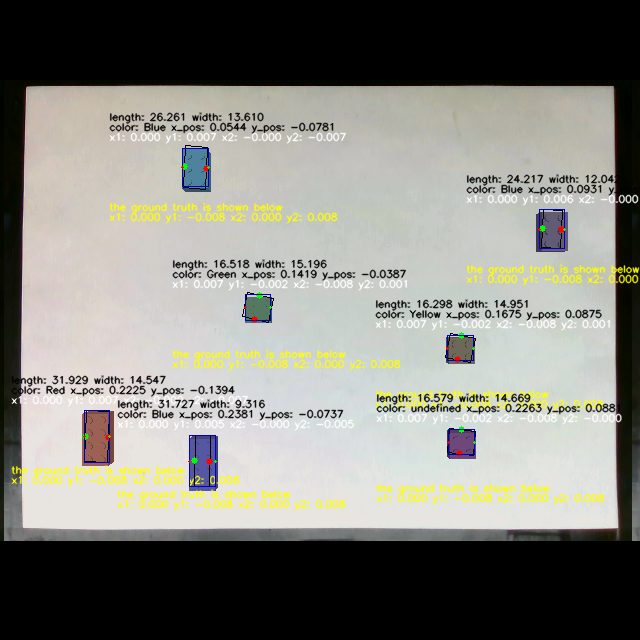 length: 26.261 width: 13.610
color: Blue x_pos: 0.0544 y_pos: -0.0781
x1: 0.000 y1: 0.007 x2: -0.000 y2: -0.007
the ground truth is shown below
x1: 0.000 y1: -0.008 x2: 0.000 y2: 0.008
length: 24.217 width: 12.04
color: Blue x_pos: 0.0931 y_
x1: 0.000 y1: 0.006 x2: -0.000
the ground truth is shown below
x1: 0.000 y1: -0.008 x2: 0.000
length: 16.518 width: 15.196
color: Green x_pos: 0.1419 y_pos: -0.0387
x1: 0.007 y1: -0.002 x2: -0.008 y2: 0.001
the ground truth is shown below
x1: 0.000 y1: -0.008 x2: 0.000 y2: 0.008
length: 16.298 width: 14.951
color: Yellow x_pos: 0.1675 y_pos: 0.0875
x1: 0.007 y1: -0.002 x2: -0.008 y2: 0.001
length: 31.929 width: 14.547
color: Red x_pos: 0.2225 y_pos: -0.1394
the ground truth is shown below
x1: 0.000 y1: -0.008 x2: 0.000 y2: 0.008
length: 31.727 width: 9.316
color: Blue x_pos: 0.2381 y_pos: -0.0737
x1: 0.000 y1: 0.005 x2: -0.000 y2: -0.005
the ground truth is shown below
x1: 0.000 y1: -0.008 x2: 0.000 y2: 0.008
length: 16.579 width: 14.669
color: undefined x_pos: 0.2263 y_pos: 0.088
x1: 0.007 y1: -0.002 x2: -0.008 y2: -0.000
the ground truth is shown below
x1: 0.000 y1: -0.008 x2: 0.000 y2: 0.008